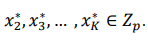 x₂*, x₃*, … , x_K* ∈ Z_p.